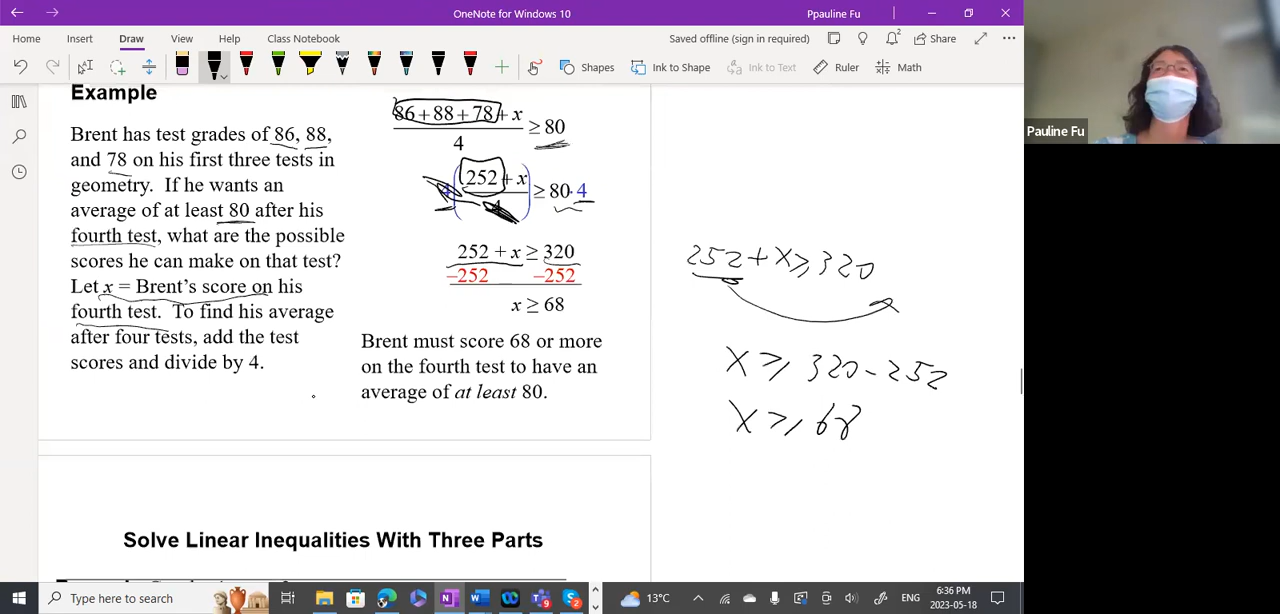 OneNote for Windows 10
Ppauline Fu
Home Insert Draw View Help Class Notebook
Saved offline (sign in required) Share
Shapes Ink to Shape Ink to Text Ruler Math
Pauline Fu
Example
Brent has test grades of 86, 88,
and 78 on his first three tests in
geometry. If he wants an
average of at least 80 after his
fourth test, what are the possible
scores he can make on that test?
Let x = Brent's score on his
fourth test. To find his average
after four tests, add the test
scores and divide by 4.
86 + 88 + 78 + x
≥ 80
4
252 + x
4 ( ) ≥ 80· 4
4
252 + x ≥ 320
−252 −252
x ≥ 68
Brent must score 68 or more
on the fourth test to have an
average of at least 80.
252 + x ≥ 320
x ≥ 320 - 252
x ≥ 68
Solve Linear Inequalities With Three Parts
Type here to search
13°C
ENG
6:36 PM
2023-05-18